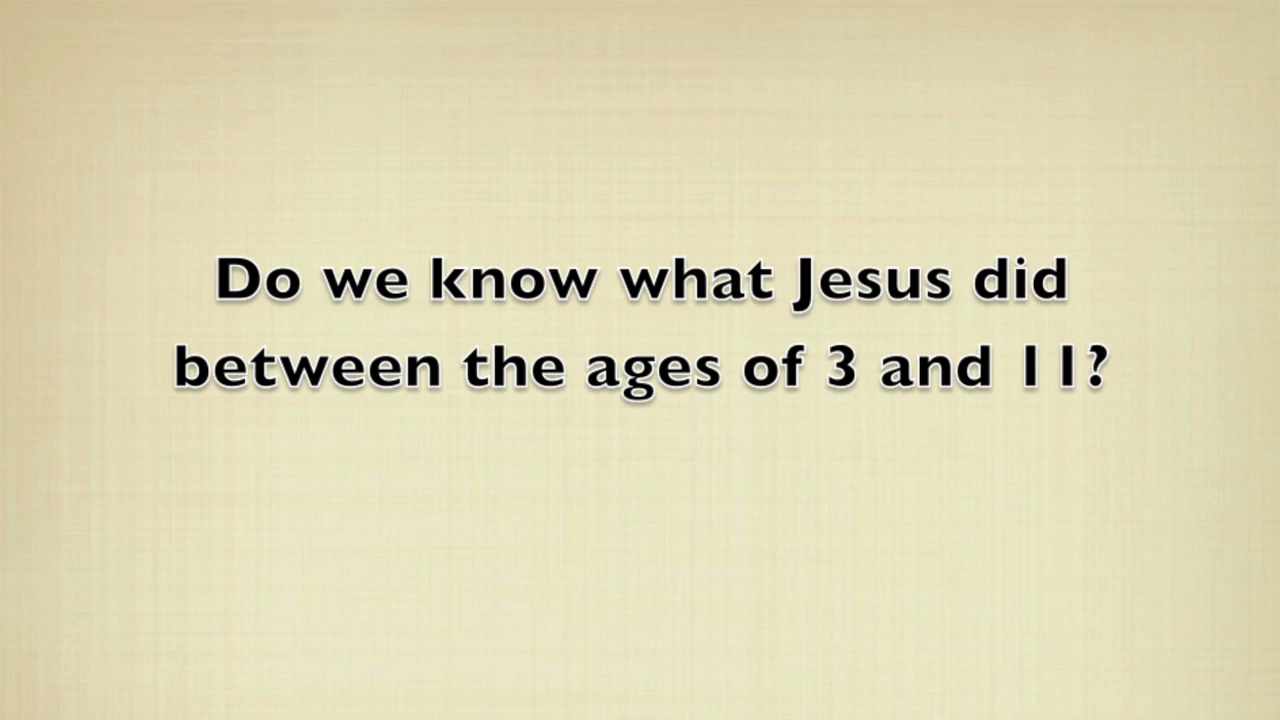 Do we know what Jesus did
between the ages of 3 and 11?